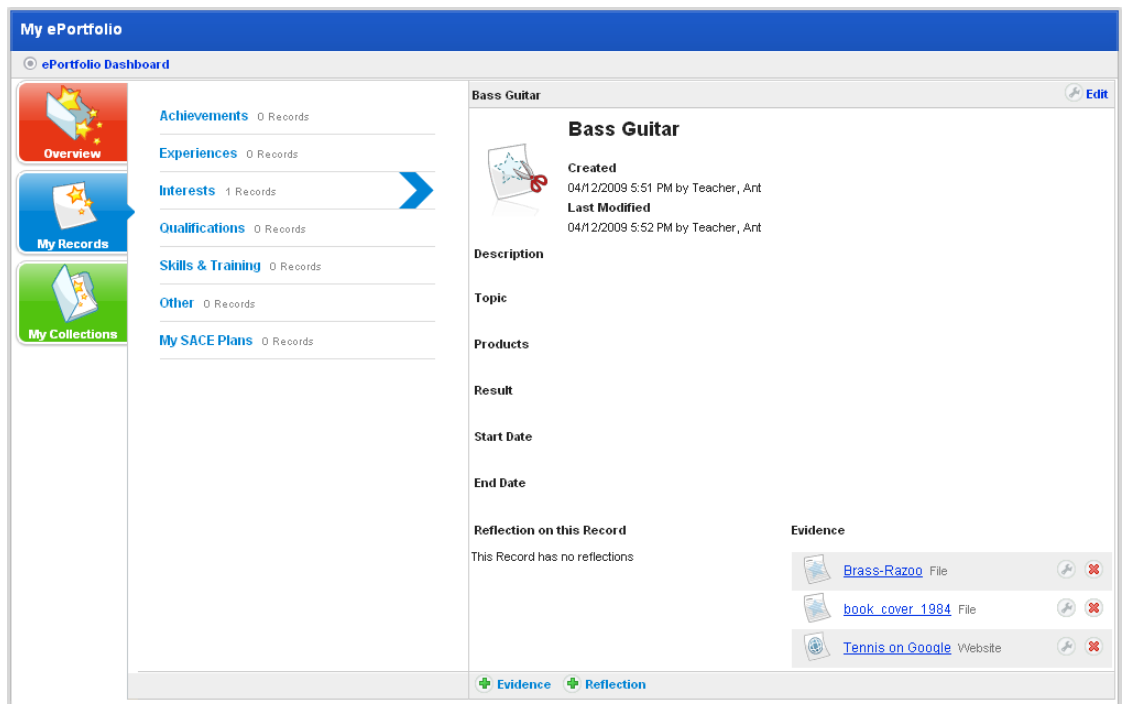 My ePortfolio
ePortfolio Dashboard
Overview
My Records
My Collections
Achievements 0 Records
Experiences 0 Records
Interests 1 Records
Qualifications 0 Records
Skills & Training 0 Records
Other 0 Records
My SACE Plans 0 Records
Bass Guitar
Edit
Bass Guitar
Created
04/12/2009 5:51 PM by Teacher, Ant
Last Modified
04/12/2009 5:52 PM by Teacher, Ant
Description
Topic
Products
Result
Start Date
End Date
Reflection on this Record
This Record has no reflections
Evidence
Brass-Razoo File
book_cover_1984 File
Tennis on Google Website
Evidence Reflection